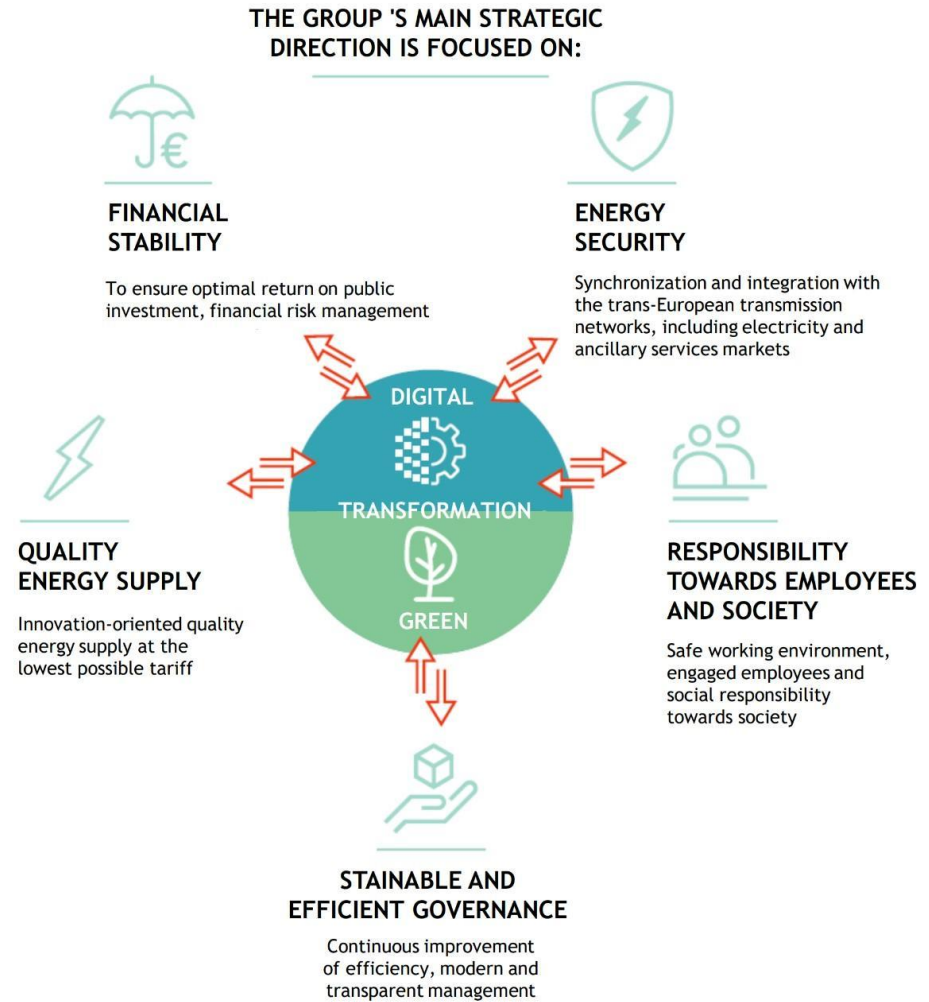 THE GROUP 'S MAIN STRATEGIC
DIRECTION IS FOCUSED ON:
€
FINANCIAL
STABILITY
To ensure optimal return on public
investment, financial risk management
ENERGY
SECURITY
Synchronization and integration with
the trans-European transmission
networks, including electricity and
ancillary services markets
DIGITAL
TRANSFORMATION
GREEN
QUALITY
ENERGY SUPPLY
Innovation-oriented quality
energy supply at the
lowest possible tariff
RESPONSIBILITY
TOWARDS EMPLOYEES
AND SOCIETY
Safe working environment,
engaged employees and
social responsibility
towards society
STAINABLE AND
EFFICIENT GOVERNANCE
Continuous improvement
of efficiency, modern and
transparent management